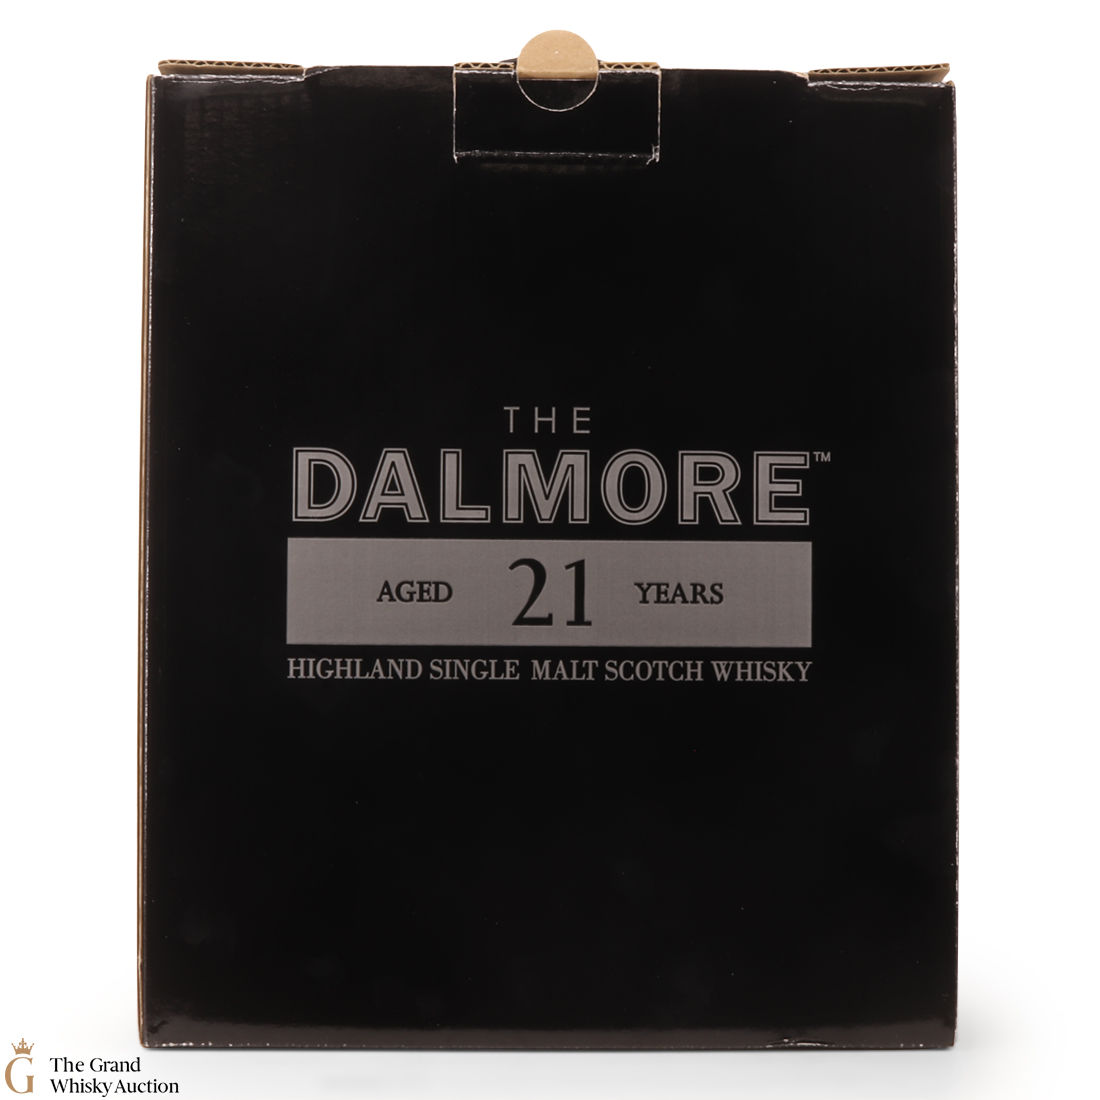 THE
DALMORE™
AGED 21 YEARS
HIGHLAND SINGLE MALT SCOTCH WHISKY
G The Grand
Whisky Auction